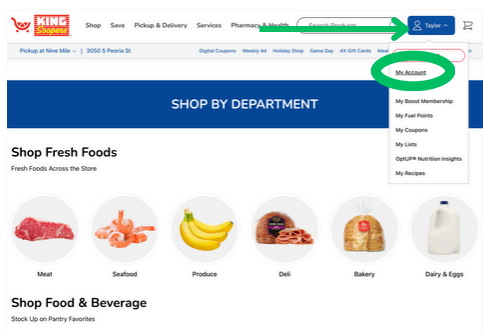 KING
Soopers
Shop Save Pickup & Delivery Services Pharmacy & Health Search Products Taylor
Pickup at Nine Mile 3050 S Peoria St Digital Coupons Weekly Ad Holiday Shop Game Day 4X Gift Cards Meal
My Account
My Boost Membership
My Fuel Points
My Coupons
My Lists
OptUP® Nutrition Insights
My Recipes
SHOP BY DEPARTMENT
Shop Fresh Foods
Fresh Foods Across the Store
Meat Seafood Produce Deli Bakery Dairy & Eggs
Shop Food & Beverage
Stock Up on Pantry Favorites